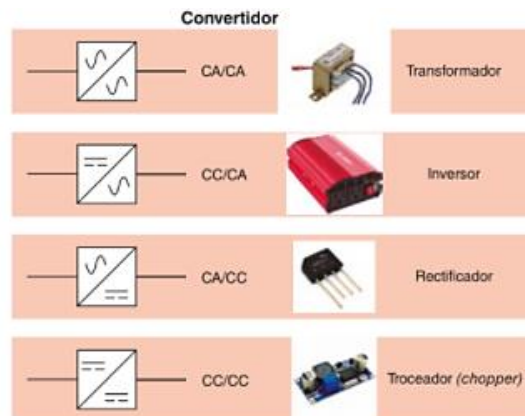 Convertidor
CA/CA Transformador
CC/CA Inversor
CA/CC Rectificador
CC/CC Troceador (chopper)